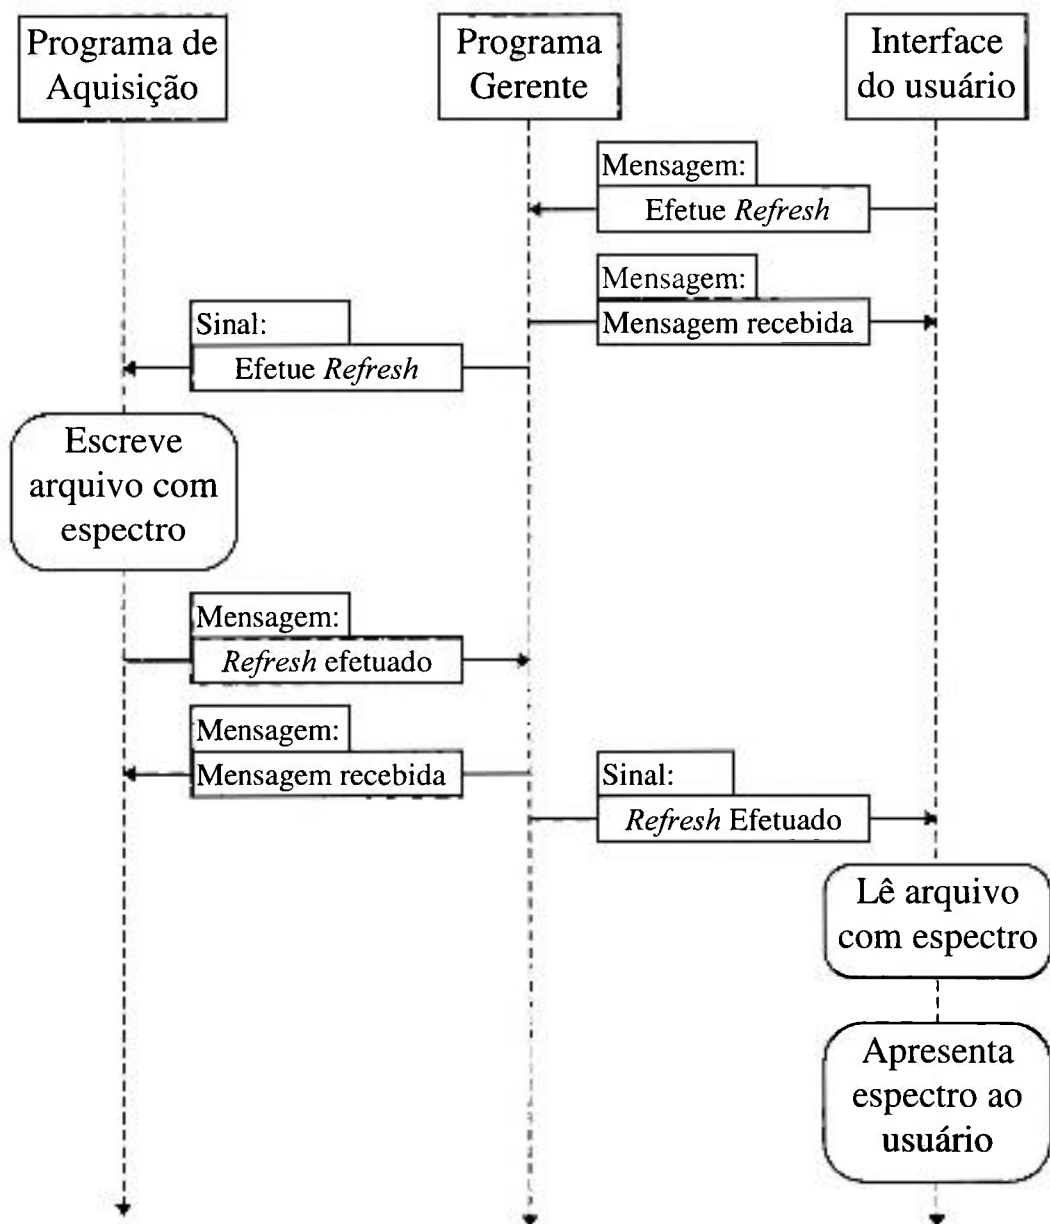 Programa de
Aquisição
Programa
Gerente
Interface
do usuário
Mensagem:
Efetue Refresh
Mensagem:
Mensagem recebida
Sinal:
Efetue Refresh
Escreve
arquivo com
espectro
Mensagem:
Refresh efetuado
Mensagem:
Mensagem recebida
Sinal:
Refresh Efetuado
Lê arquivo
com espectro
Apresenta
espectro ao
usuário